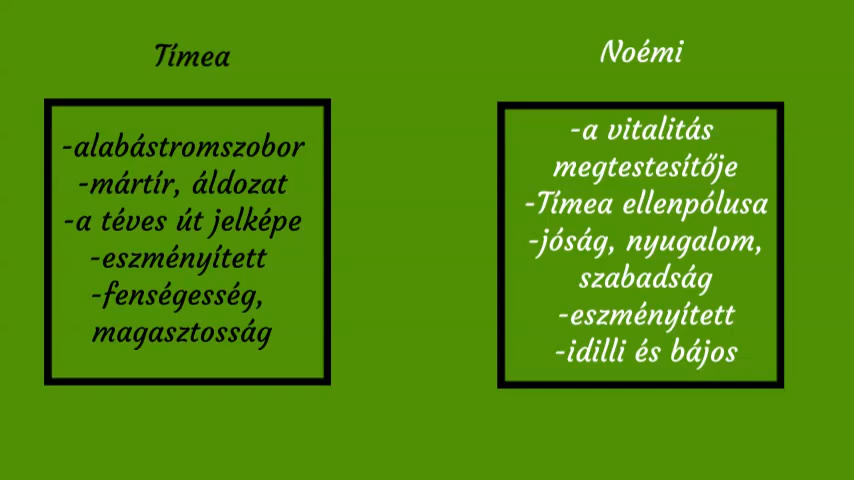 Tímea
-alabástromszobor
-mártír, áldozat
-a téves út jelképe
-eszményített
-fenségesség,
magasztosság
Noémi
-a vitalitás
megtestesítője
-Tímea ellenpólusa
-jóság, nyugalom,
szabadság
-eszményített
-idilli és bájos